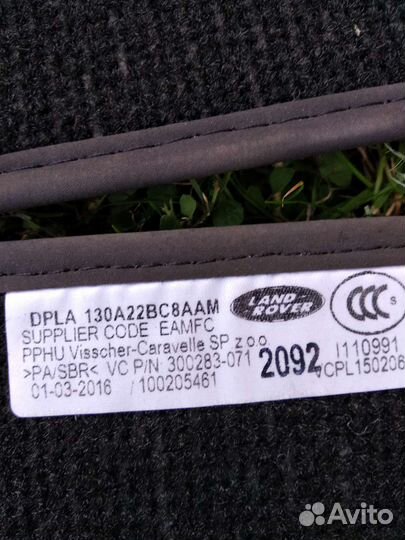 DPLA 130A22BC8AAM
SUPPLIER CODE EAMFC
PPHU Visscher-Caravelle SP z.o.o
>PA/SBR< VC P/N: 300283-071
01-03-2016 / 100205461
LAND ROVER
2092
CCC S
I110991
CPL150206
Avito